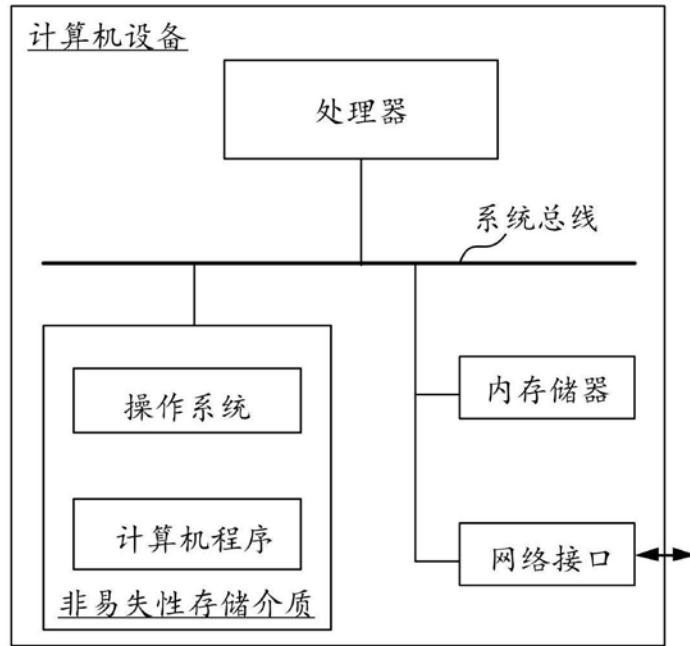 计算机设备
处理器
系统总线
操作系统
内存储器
计算机程序
网络接口
非易失性存储介质